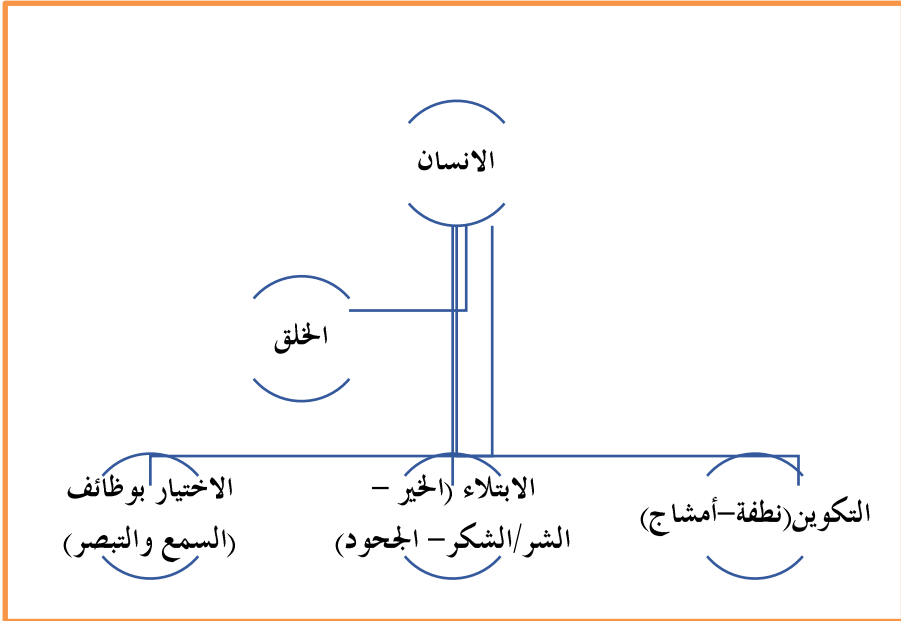 الانسان
الخلق
التكوين(نطفة-أمشاج)
الابتلاء (الخير –
الشر/الشكر- الجحود)
الاختيار بوظائف
(السمع والتبصر)